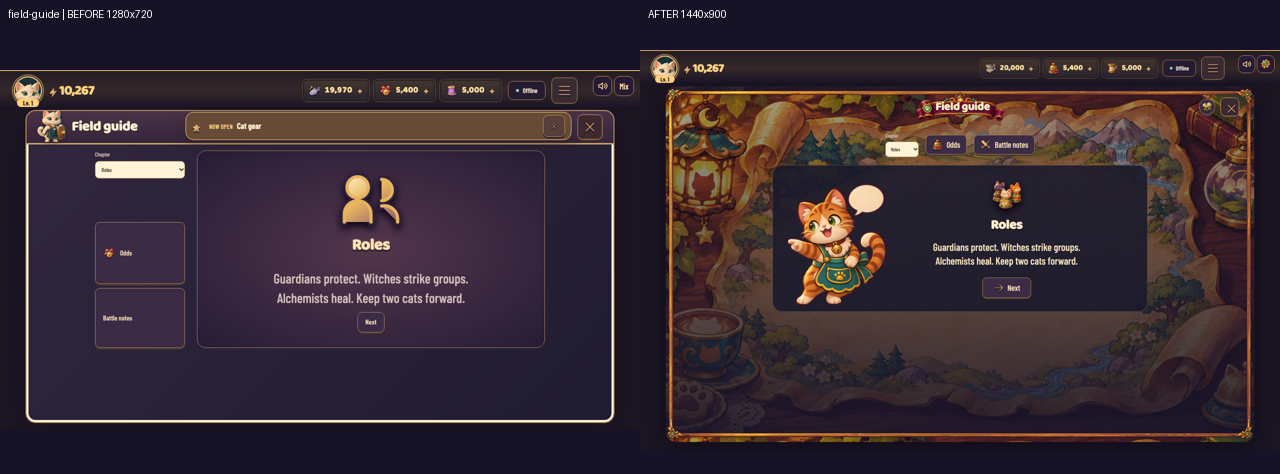 field-guide | BEFORE 1280x720
10,267
Lv. 1
19,970 +
5,400 +
5,000 +
Offline
Mix
Field guide
NOW OPEN Cat gear
Chapter
Roles
Odds
Battle notes
Roles
Guardians protect. Witches strike groups.
Alchemists heal. Keep two cats forward.
Next
AFTER 1440x900
10,267
Lv. 1
20,000 +
5,400 +
5,000 +
Offline
Field guide
Chapter
Roles
Odds
Battle notes
Roles
Guardians protect. Witches strike groups.
Alchemists heal. Keep two cats forward.
Next